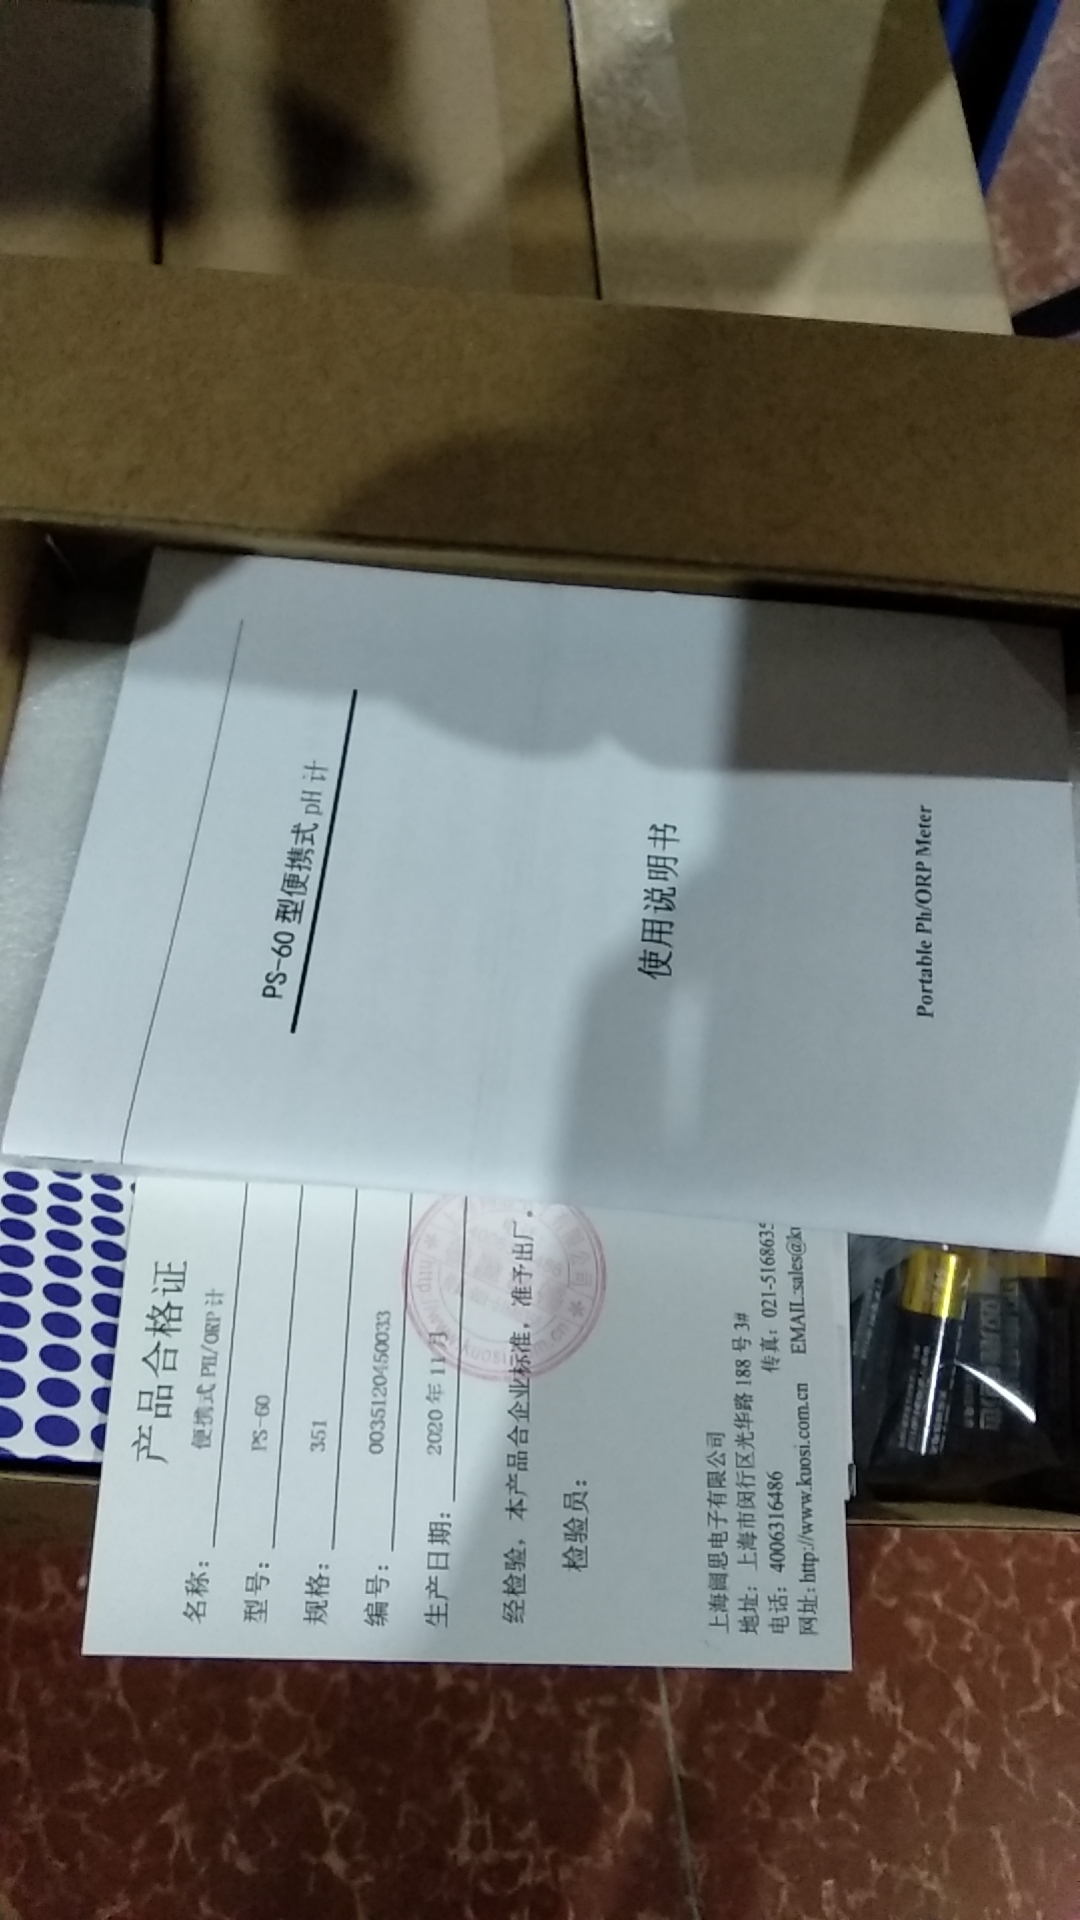 PS-60 型便携式 pH 计
使用说明书
Portable Ph/ORP Meter
产品合格证
名称： 便携式 PH/ORP 计
型号： PS-60
规格： 351
编号： 0035120450033
生产日期： 2020 年 11 月
经检验，本产品合企业标准，准予出厂。
检验员：
上海阔思电子有限公司
地址：上海市闵行区光华路 188 号 3#
电话：4006316486 传真：021-5168635
网址：http://www.kuosi.com.cn EMAIL:sales@ku